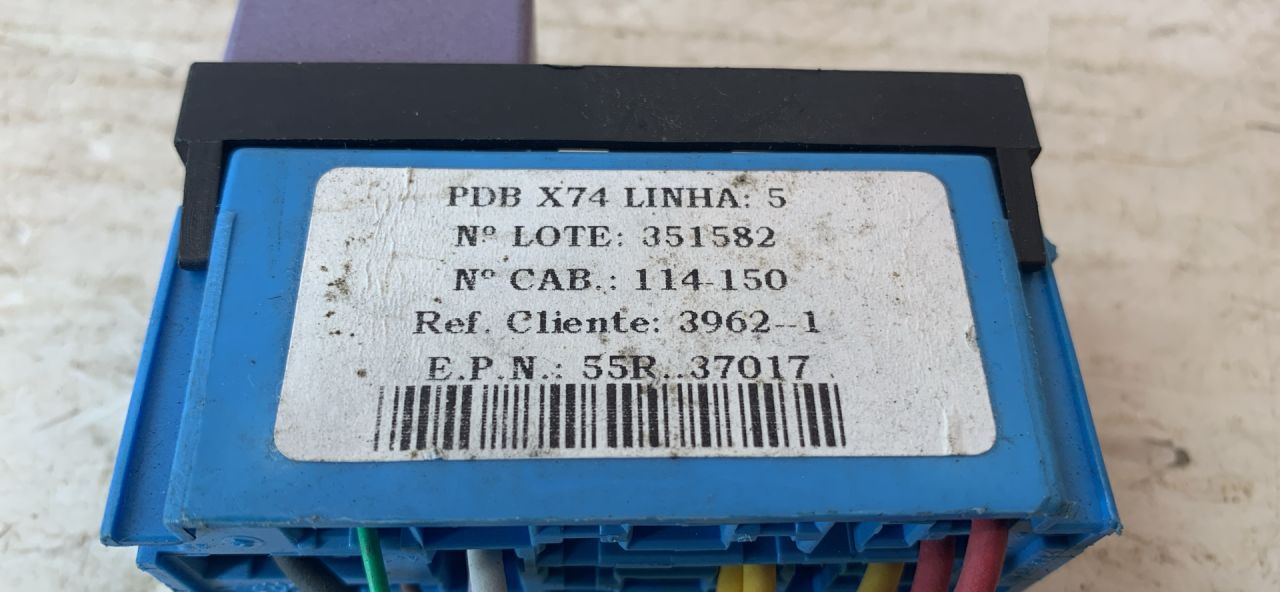 PDB X74 LINHA: 5
Nº LOTE: 351582
Nº CAB.: 114-150
Ref. Cliente: 3962--1
E.P.N.: 55R..37017